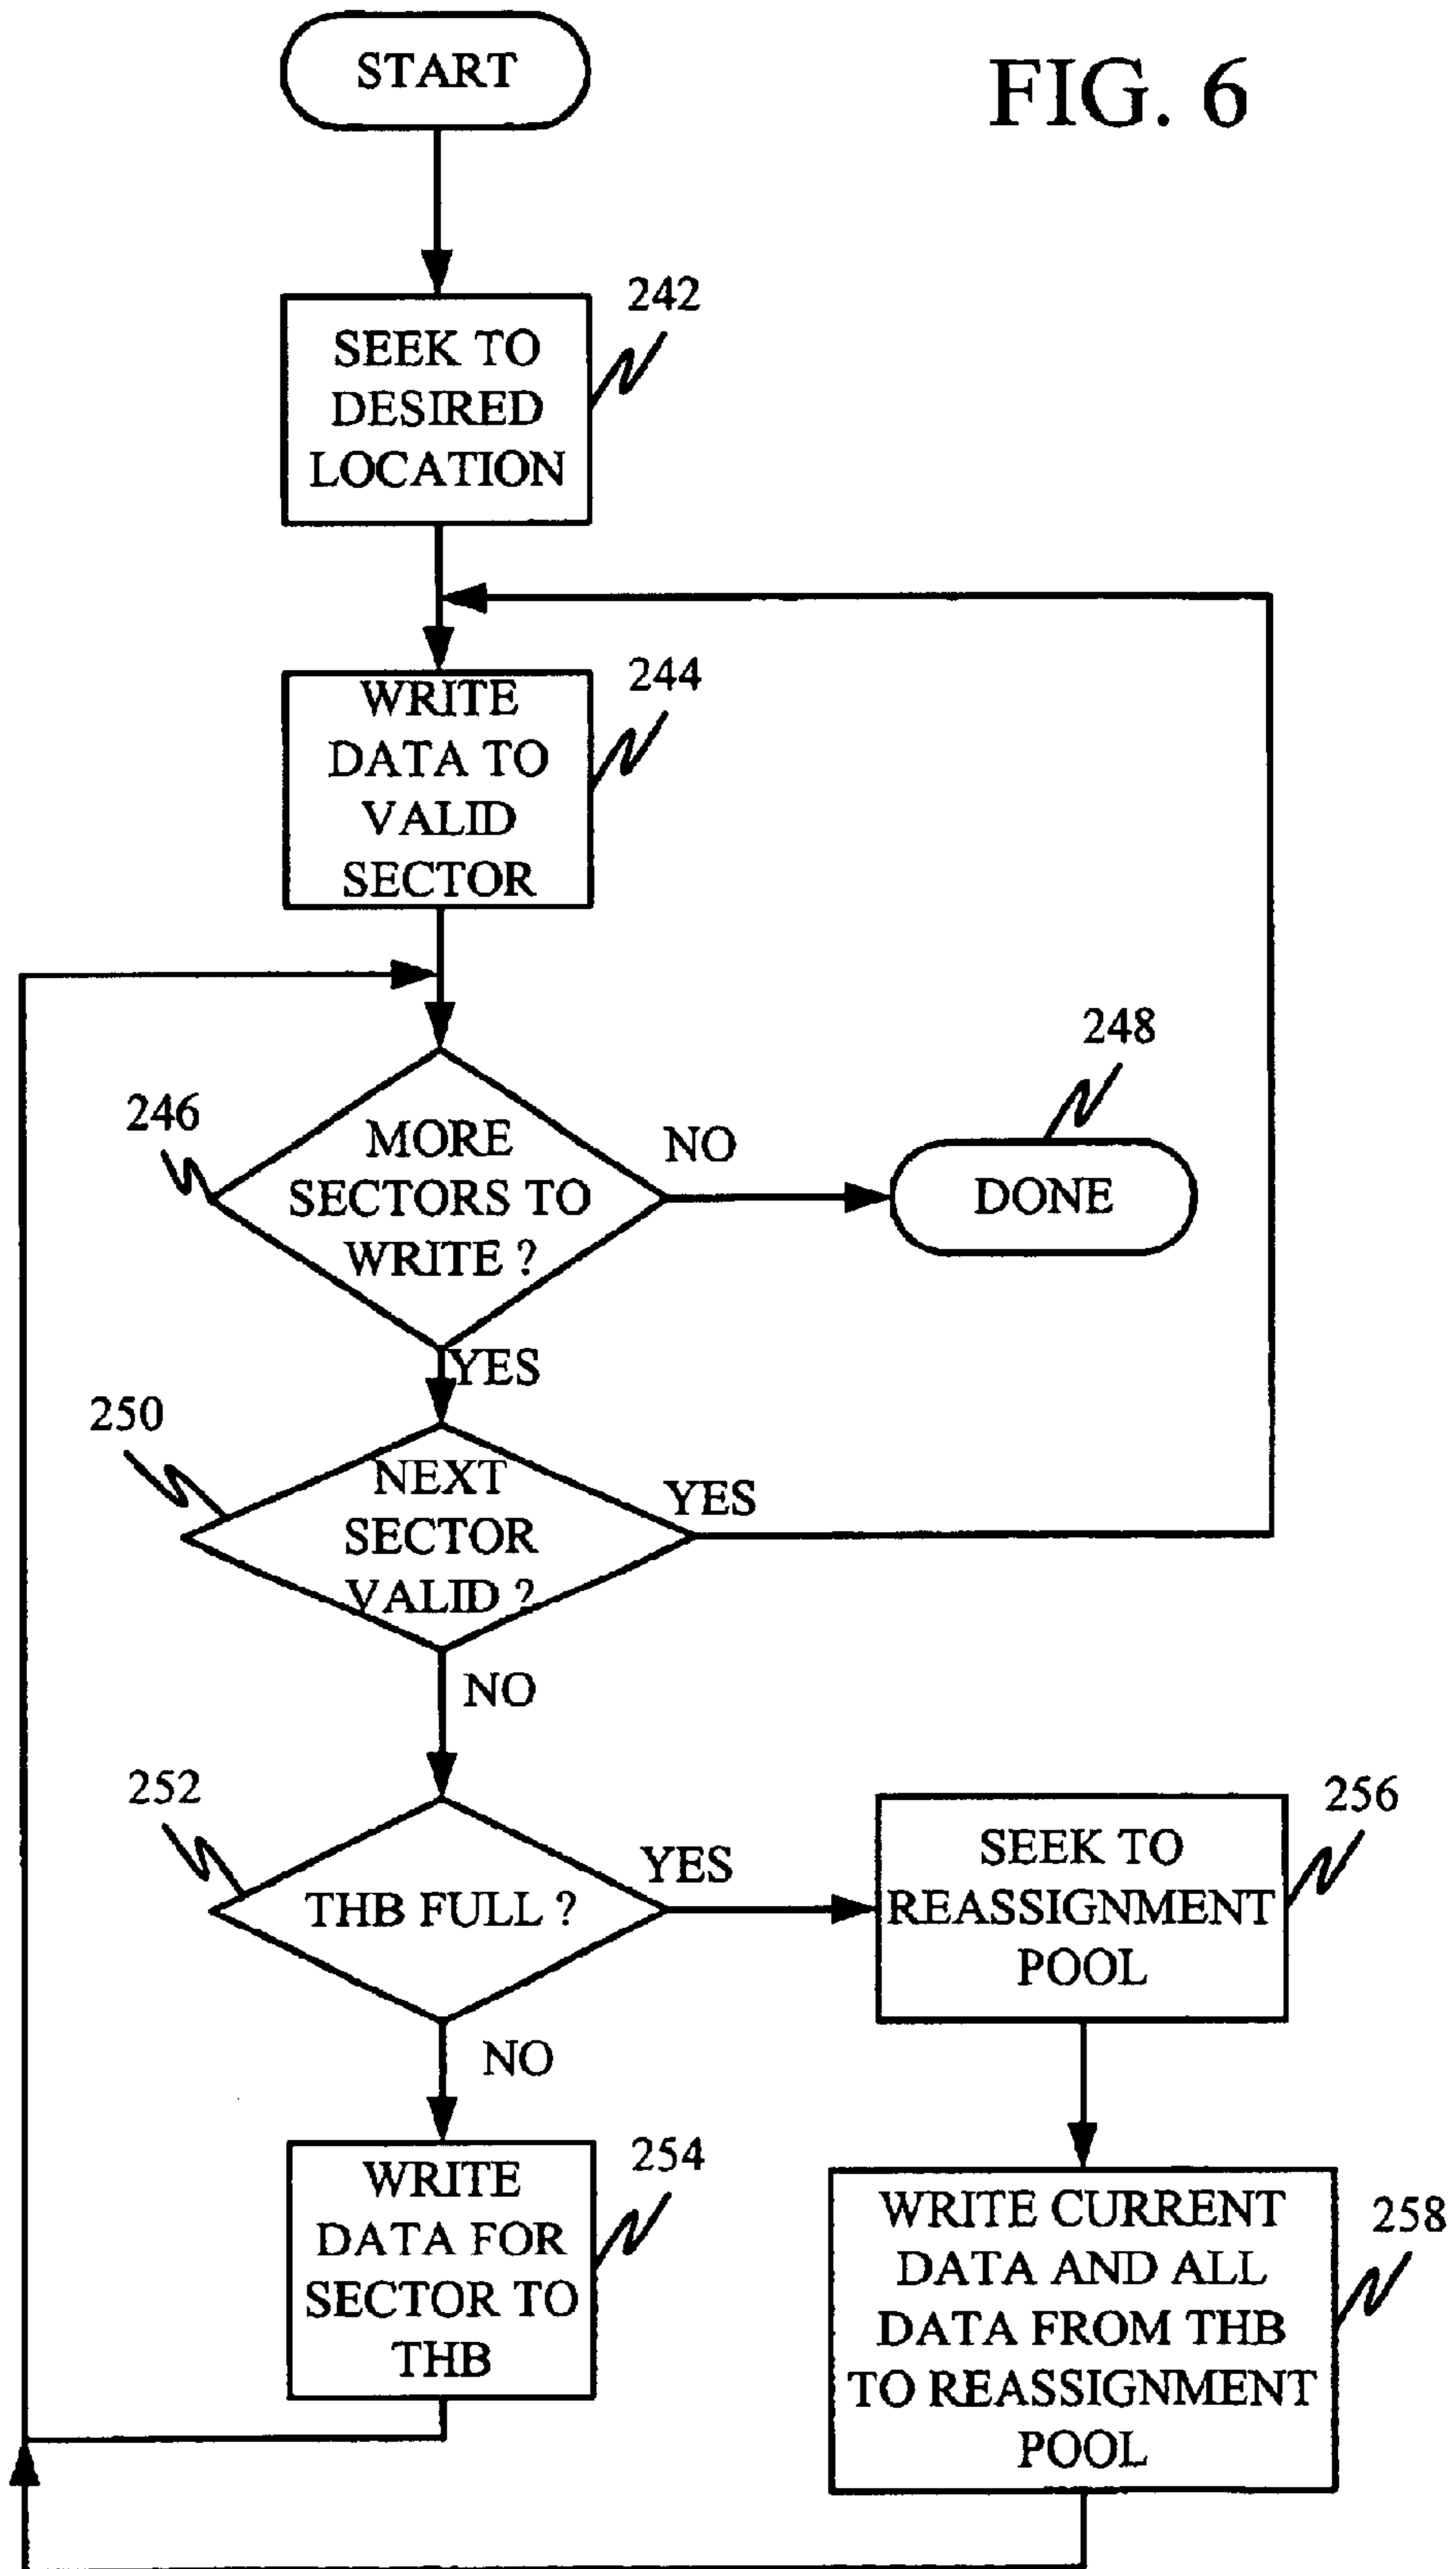 START
FIG. 6
242
SEEK TO
DESIRED
LOCATION
244
WRITE
DATA TO
VALID
SECTOR
248
246
MORE
SECTORS TO
WRITE ?
NO
DONE
YES
250
NEXT
SECTOR
VALID ?
YES
NO
252
THB FULL ?
YES
256
SEEK TO
REASSIGNMENT
POOL
NO
254
WRITE
DATA FOR
SECTOR TO
THB
258
WRITE CURRENT
DATA AND ALL
DATA FROM THB
TO REASSIGNMENT
POOL